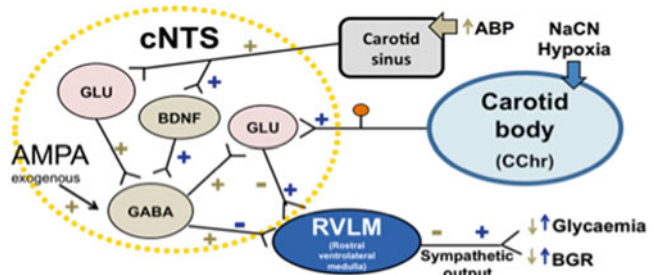 cNTS
Carotid
sinus
↑ABP
NaCN
Hypoxia
GLU
BDNF
GLU
Carotid
body
(CChr)
AMPA
exogenous
GABA
RVLM
(Rostral
ventrolateral
medulla)
Sympathetic
output
↓↑Glycaemia
↓↑BGR
+
+
+
+
+
+
+
-
+
+
-
-
+